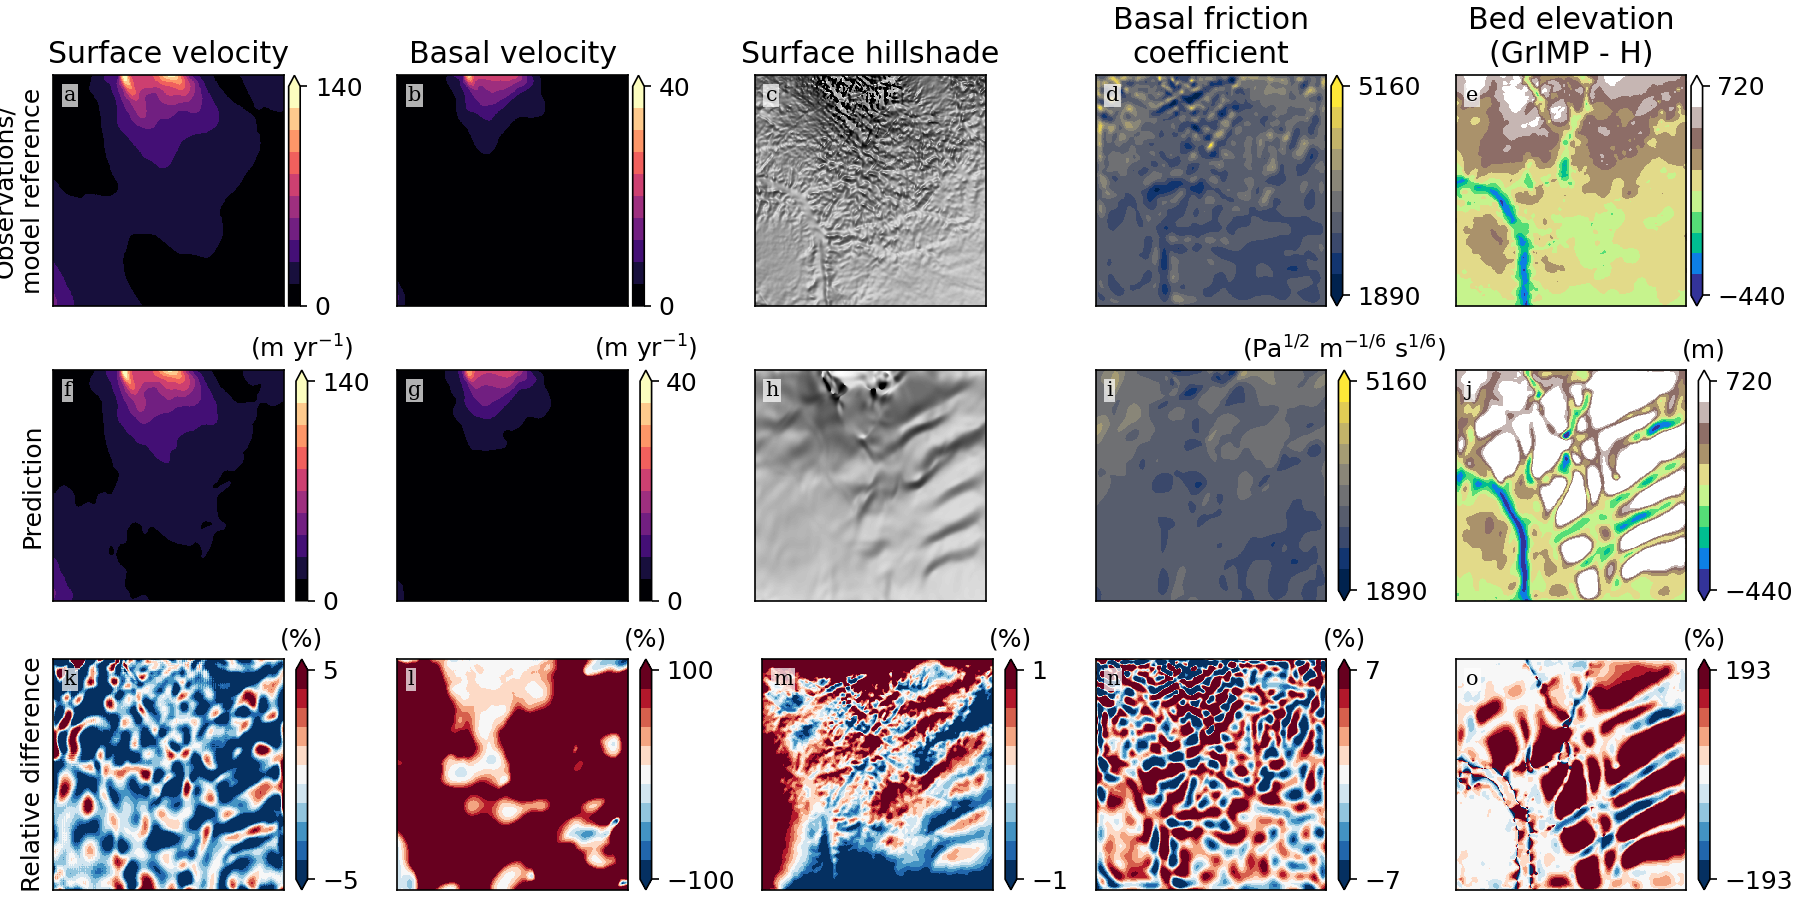 Surface velocity
Basal velocity
Surface hillshade
Basal friction
coefficient
Bed elevation
(GrIMP - H)
Observations/
model reference
a
140
0
b
40
0
c
d
5160
1890
e
720
−440
(m yr⁻¹)
(m yr⁻¹)
(Pa¹/² m⁻¹/⁶ s¹/⁶)
(m)
Prediction
f
140
0
g
40
0
h
i
5160
1890
j
720
−440
(%)
(%)
(%)
(%)
(%)
Relative difference
k
5
−5
l
100
−100
m
1
−1
n
7
−7
o
193
−193